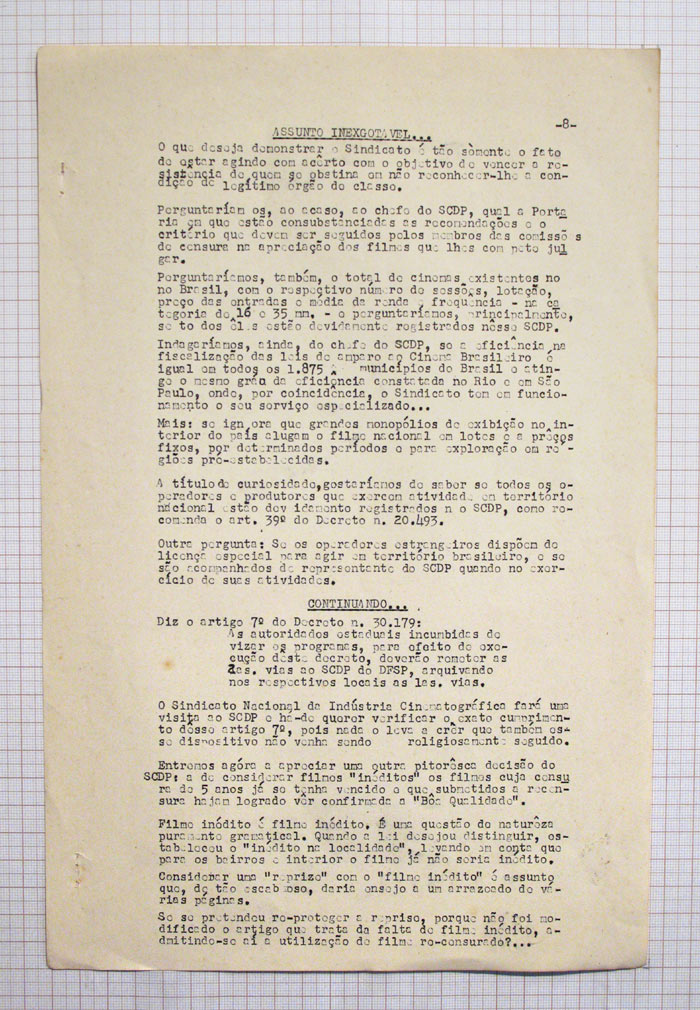 -8-
ASSUNTO INEXGOTAVEL...
O que deseja demonstrar o Sindicato é tão sòmente o fato
de estar agindo com acêrto com o objetivo de vencer a re-
sistência de quem se obstina em não reconhecer-lhe a con-
dição de legítimo órgão de classe.
Perguntaríam os, ao acaso, ao chefe do SCDP, qual a Porta
ria em que estão consubstanciadas as recomendações e o
critério que devem ser seguidos pelos membros das comissõe s
de censura na apreciação dos filmes que lhes com pete jul
gar.
Perguntaríamos, também, o total de cinemas existentes no
no Brasil, com o respectivo número de sessões, lotação,
preço das entradas e média da renda e frequência - na ca
tegoria de 16 e 35 mm. - e perguntaríamos, principalmente,
se to dos êles estão devidamente registrados nêsse SCDP.
Indagaríamos, ainda, do chefe do SCDP, se a eficiência na
fiscalização das leis de amparo ao Cinema Brasileiro é
igual em todos os 1.875 municípios do Brasil e atin-
ge o mesmo gráu da eficiência constatada no Rio e em São
Paulo, onde, por coincidência, o Sindicato tem em funcio-
namento o seu serviço especializado...
Mais: se ign ora que grandes monopólios de exibição no in-
terior do país alugam o filme nacional em lotes e a preços
fixos, por determinados períodos e para exploração em re -
giões pré-estabelecidas.
A título de curiosidade,gostaríamos de saber se todos os o-
peradores e produtores que exercem atividade em território
nacional estão dev idamente registrados n o SCDP, como re-
comenda o art. 39º do Decreto n. 20.493.
Outra pergunta: Se os operadores estrangeiros dispõem de
licença especial para agir em território brasileiro, e se
são acompanhados de representante do SCDP quando no exer-
cício de suas atividades.
CONTINUANDO...
Diz o artigo 7º do Decreto n. 30.179:
As autoridades estaduais incumbidas de
vizar os programas, para efeito de exe-
cução dêste decreto, deverão remeter as
2as. vias ao SCDP do DFSP, arquivando
nos respectivos locais as 1as. vias.
O Sindicato Nacional da Indústria Cinematográfica fará uma
visita ao SCDP e há-de querer verificar o exato cumprimen-
to dêsse artigo 7º, pois nada o leva a crêr que também es-
se dispositivo não venha sendo religiosamente seguido.
Entremos agóra a apreciar uma outra pitorêsca decisão do
SCDP: a de considerar filmes "inéditos" os filmes cuja censu
ra de 5 anos já se tenha vencido e que submetidos a recen-
sura hajam logrado vêr confirmada a "Bôa Qualidade".
Filme inédito é filme inédito. É uma questão de naturêza
puramente gramatical. Quando a lei desejou distinguir, es-
tabeleceu o "inédito na localidade", levando em conta que
para os bairros e interior o filme já não seria inédito.
Considerar uma "reprize" com o "filme inédito" é assunto
que, de tão escabroso, daria ensejo a um arrazoado de vá-
rias páginas.
Se se pretendeu re-proteger a reprise, porque não foi mo-
dificado o artigo que trata da falta de filme inédito, a-
dmitindo-se aí a utilização de filme re-censurado?...